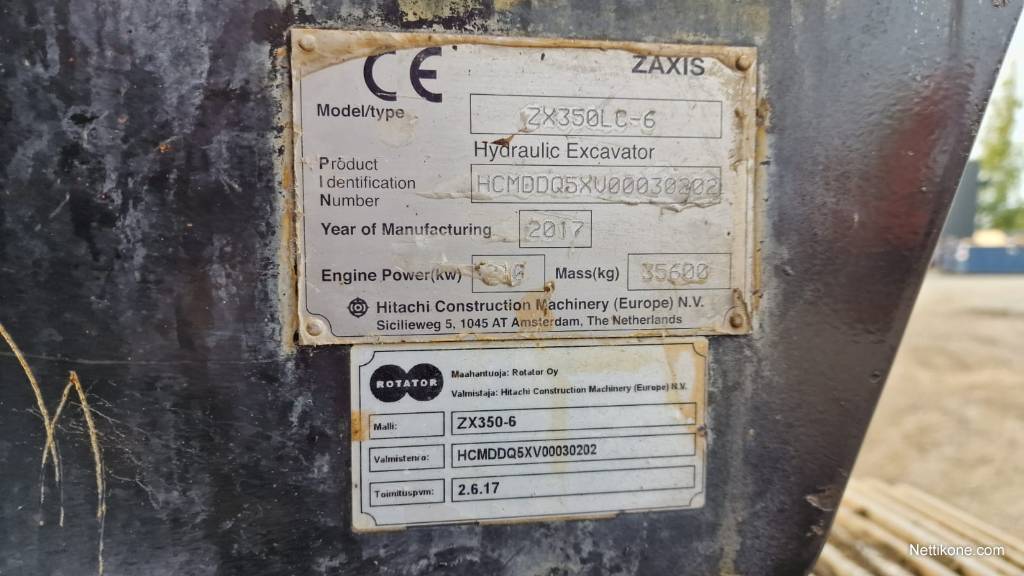 CE
ZAXIS
Model/type ZX350LC-6
Hydraulic Excavator
Product
Identification
Number
HCMDDQ5XV00030202
Year of Manufacturing 2017
Engine Power(kw) Mass(kg) 35600
Hitachi Construction Machinery (Europe) N.V.
Sicilieweg 5, 1045 AT Amsterdam, The Netherlands
ROTATOR
Maahantuoja: Rotator Oy
Valmistaja: Hitachi Construction Machinery (Europe) N.V.
Malli: ZX350-6
Valmistenro: HCMDDQ5XV00030202
Toimituspvm: 2.6.17
Nettikone.com